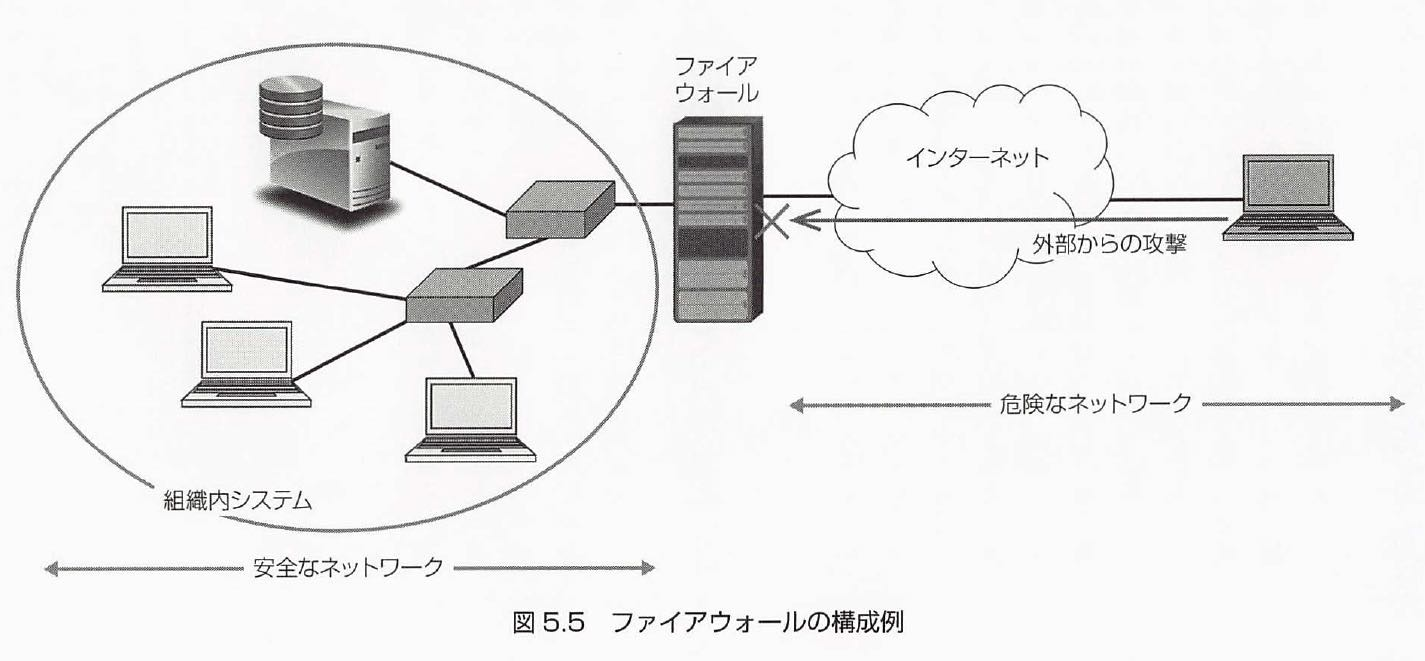 ファイア
ウォール
インターネット
外部からの攻撃
危険なネットワーク
組織内システム
安全なネットワーク
図 5.5　ファイアウォールの構成例